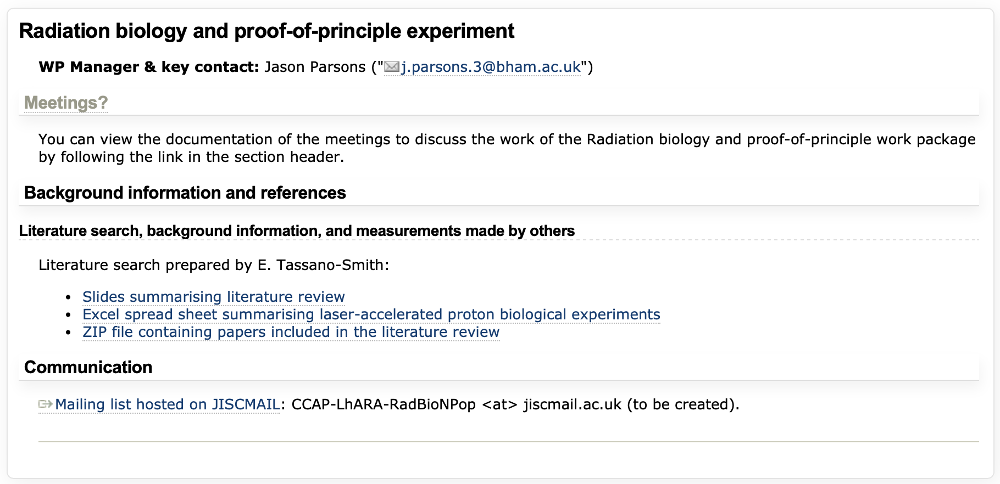 Radiation biology and proof-of-principle experiment
WP Manager & key contact: Jason Parsons ("j.parsons.3@bham.ac.uk")
Meetings?
You can view the documentation of the meetings to discuss the work of the Radiation biology and proof-of-principle work package
by following the link in the section header.
Background information and references
Literature search, background information, and measurements made by others
Literature search prepared by E. Tassano-Smith:
• Slides summarising literature review
• Excel spread sheet summarising laser-accelerated proton biological experiments
• ZIP file containing papers included in the literature review
Communication
Mailing list hosted on JISCMAIL: CCAP-LhARA-RadBioNPop <at> jiscmail.ac.uk (to be created).